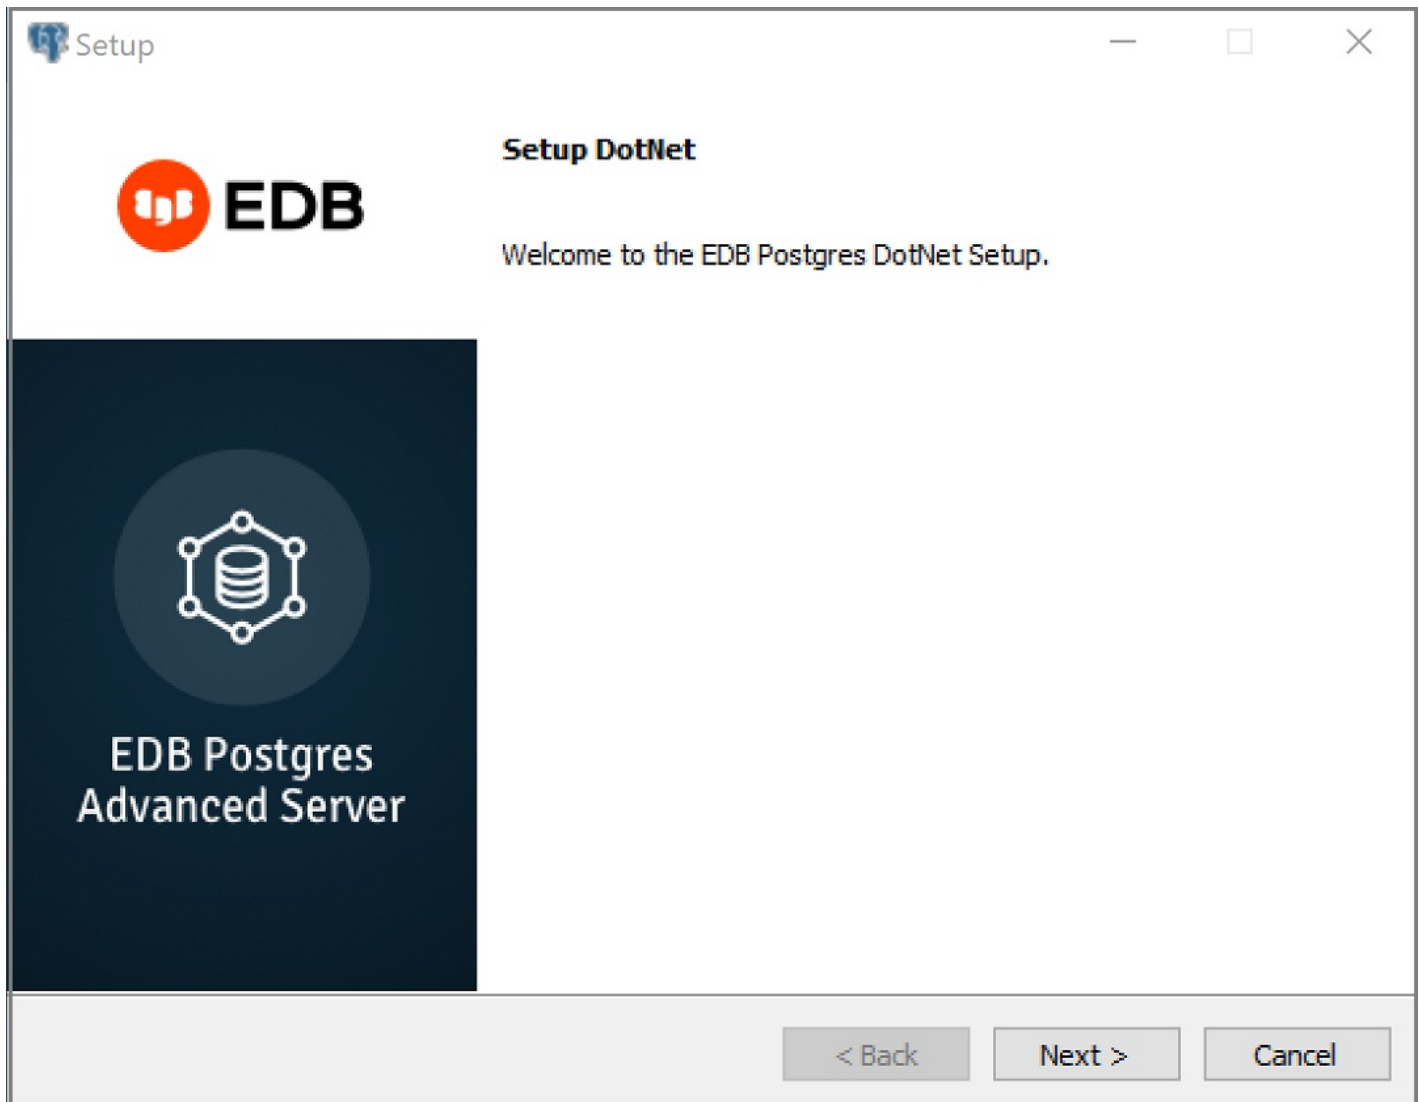 Setup
EDB
Setup DotNet
Welcome to the EDB Postgres DotNet Setup.
EDB Postgres
Advanced Server
< Back
Next >
Cancel